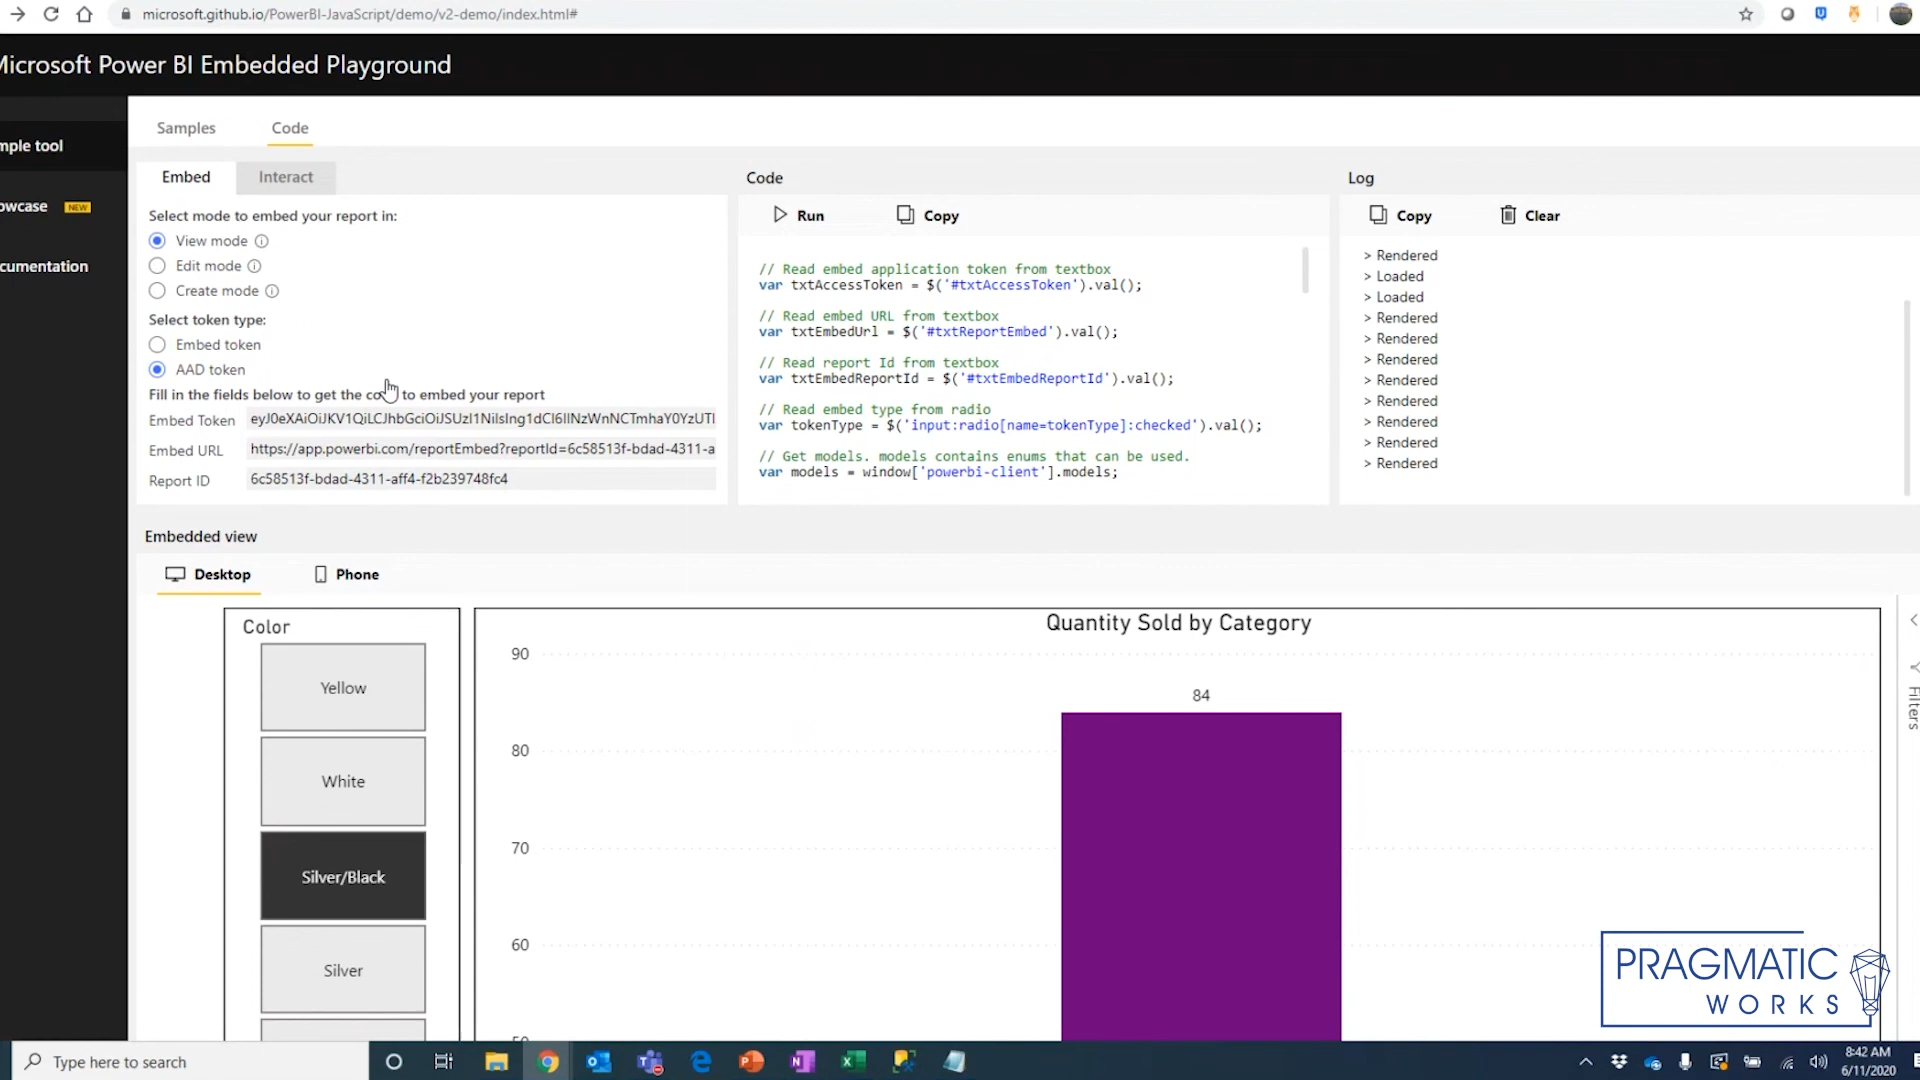 microsoft.github.io/PowerBI-JavaScript/demo/v2-demo/index.html#
Microsoft Power BI Embedded Playground
mple tool
owcase NEW
cumentation
Samples Code
Embed Interact
Select mode to embed your report in:
View mode
Edit mode
Create mode
Select token type:
Embed token
AAD token
Fill in the fields below to get the co to embed your report
Embed Token
Embed URL https://app.powerbi.com/reportEmbed?reportId=6c58513f-bdad-4311-a
Report ID 6c58513f-bdad-4311-aff4-f2b239748fc4
Code
Run Copy
// Read embed application token from textbox
var txtAccessToken = $('#txtAccessToken').val();
// Read embed URL from textbox
var txtEmbedUrl = $('#txtReportEmbed').val();
// Read report Id from textbox
var txtEmbedReportId = $('#txtEmbedReportId').val();
// Read embed type from radio
var tokenType = $('input:radio[name=tokenType]:checked').val();
// Get models. models contains enums that can be used.
var models = window['powerbi-client'].models;
Log
Copy Clear
> Rendered
> Loaded
> Loaded
> Rendered
> Rendered
> Rendered
> Rendered
> Rendered
> Rendered
> Rendered
> Rendered
Embedded view
Desktop Phone
Color
Yellow
White
Silver/Black
Silver
Quantity Sold by Category
90
84
80
70
60
50
Filters
PRAGMATIC
WORKS
Type here to search
8:42 AM
6/11/2020